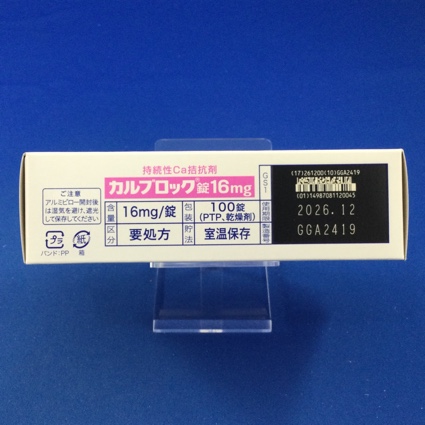 持続性Ca拮抗剤
カルブロック®錠16mg
ご注意
アルミピロー開封後
は湿気を避け、遮光
して保存してください。
プラ
紙
バンド:PP
箱
含量
16mg/錠
包装
100錠
(PTP、乾燥剤)
区分
要処方
貯法
室温保存
G51
使用期限
製造番号
(17)261200(10)GGA2419
(01)14987081120045
2026.12
GGA2419